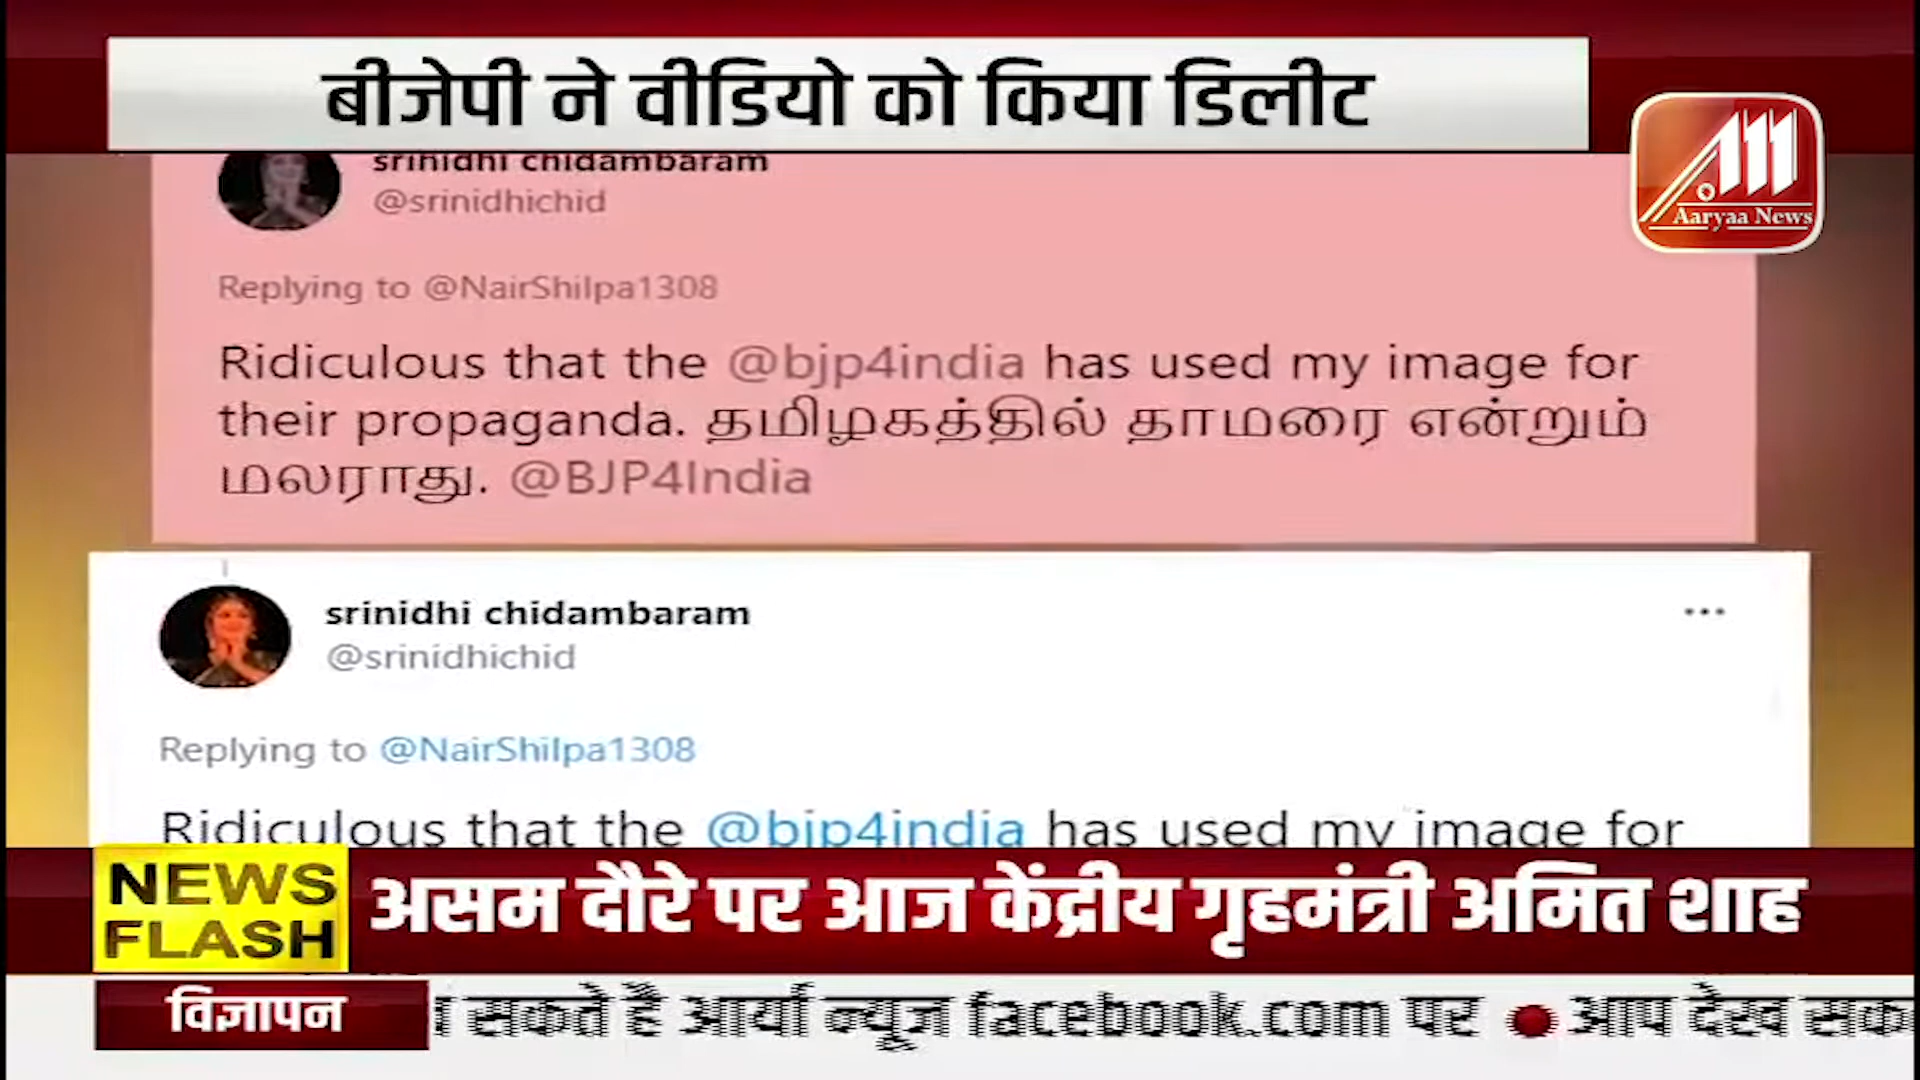 बीजेपी ने वीडियो को किया डिलीट
Aaryaa News
srinidhi chidambaram
@srinidhichid
Replying to @NairShilpa1308
Ridiculous that the @bjp4india has used my image for
their propaganda. தமிழகத்தில் தாமரை என்றும்
மலராது. @BJP4India
srinidhi chidambaram
@srinidhichid
Replying to @NairShilpa1308
Ridiculous that the @bjp4india has used my image for
NEWS
FLASH
असम दौरे पर आज केंद्रीय गृहमंत्री अमित शाह
विज्ञापन
सकते है आर्या न्यूज facebook.com पर ● आप देख सक